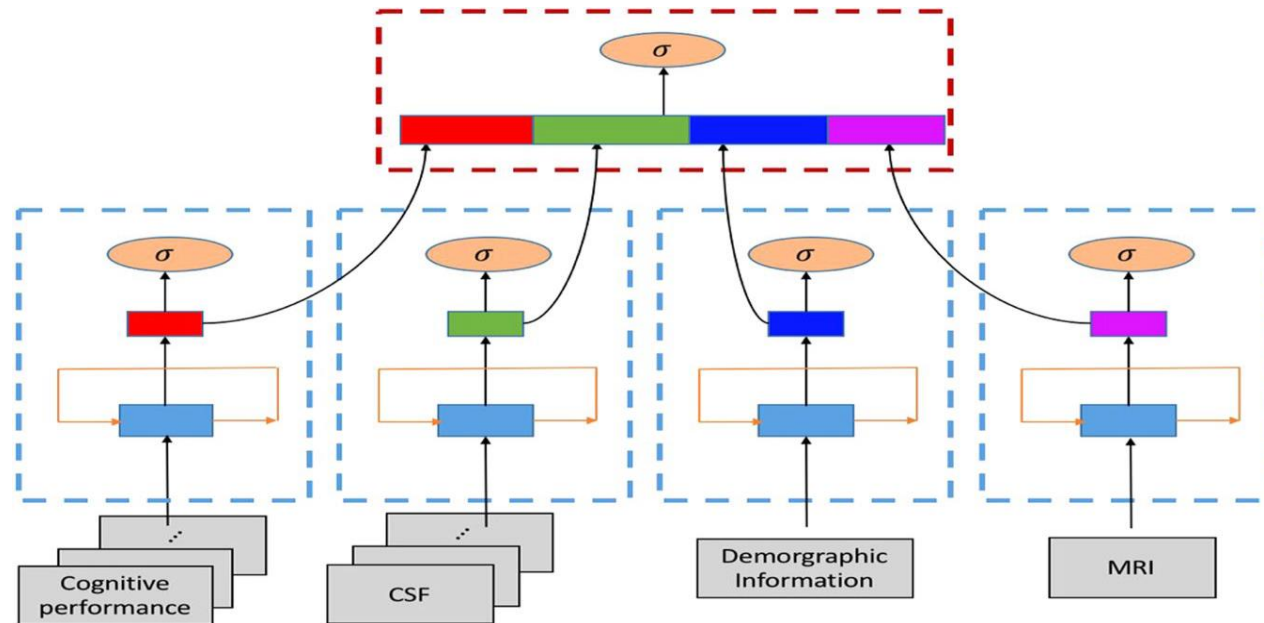 σ
σ
σ
σ
σ
Cognitive
performance
CSF
Demorgraphic
Information
MRI